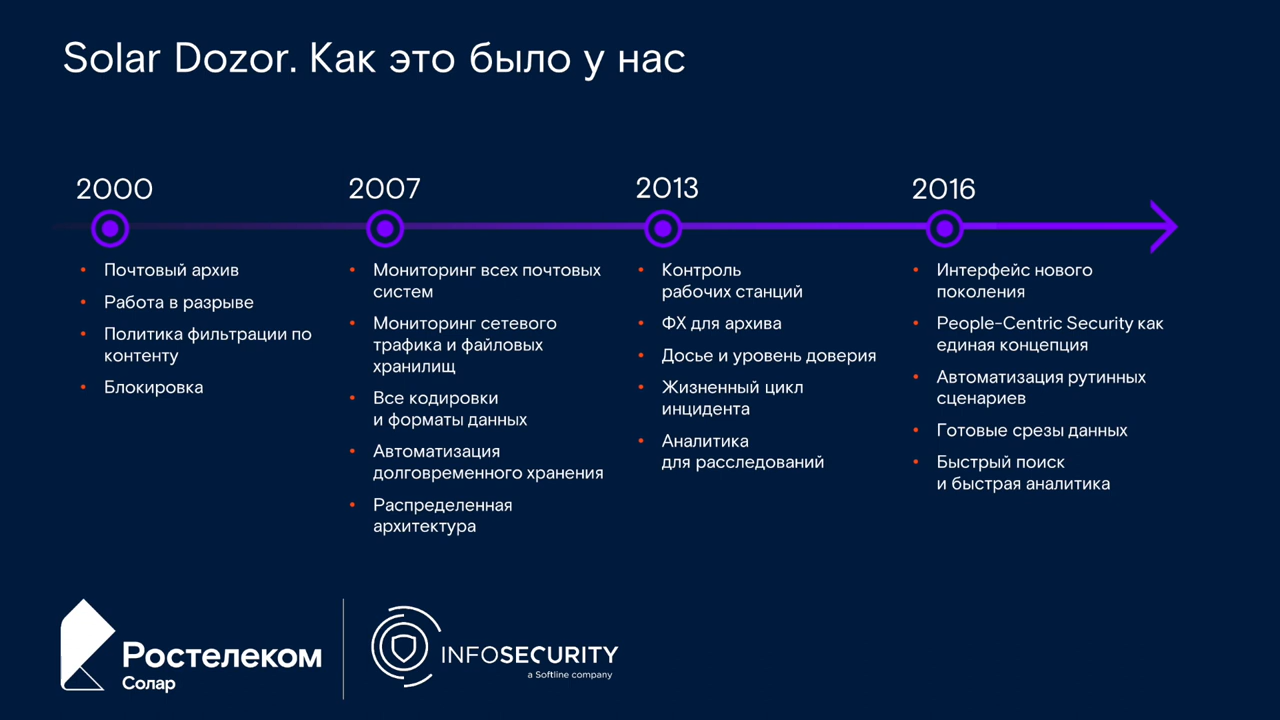 Solar Dozor. Как это было у нас
2000
• Почтовый архив
• Работа в разрыве
• Политика фильтрации по
контенту
• Блокировка
2007
• Мониторинг всех почтовых
систем
• Мониторинг сетевого
трафика и файловых
хранилищ
• Все кодировки
и форматы данных
• Автоматизация
долговременного хранения
• Распределенная
архитектура
2013
• Контроль
рабочих станций
• ФХ для архива
• Досье и уровень доверия
• Жизненный цикл
инцидента
• Аналитика
для расследований
2016
• Интерфейс нового
поколения
• People-Centric Security как
единая концепция
• Автоматизация рутинных
сценариев
• Готовые срезы данных
• Быстрый поиск
и быстрая аналитика
Ростелеком
Солар
INFOSECURITY
a Softline company